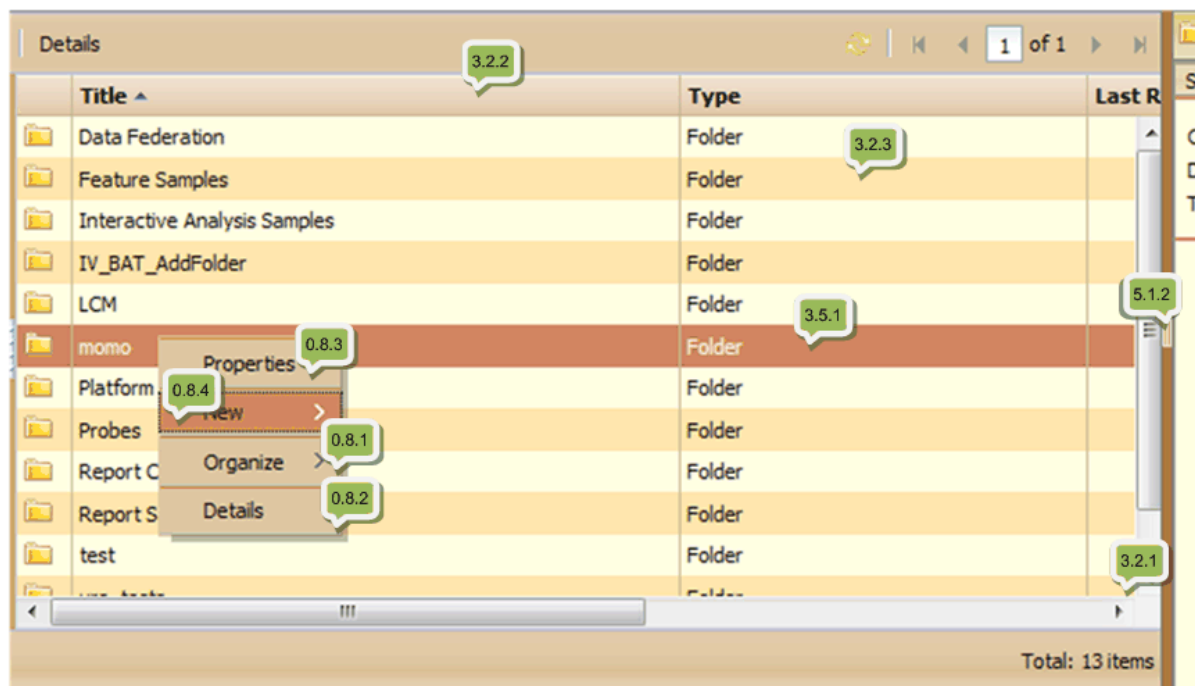 Details
1 of 1
3.2.2
Title Type Last R
S
Data Federation Folder
3.2.3
Feature Samples Folder
Interactive Analysis Samples Folder
IV_BAT_AddFolder Folder
5.1.2
LCM Folder
3.5.1
momo Folder
0.8.3
Properties
Platform Folder
0.8.4
New
Probes Folder
0.8.1
Organize
Report C Folder
0.8.2
Details
Report S Folder
test Folder
3.2.1
Total: 13 items